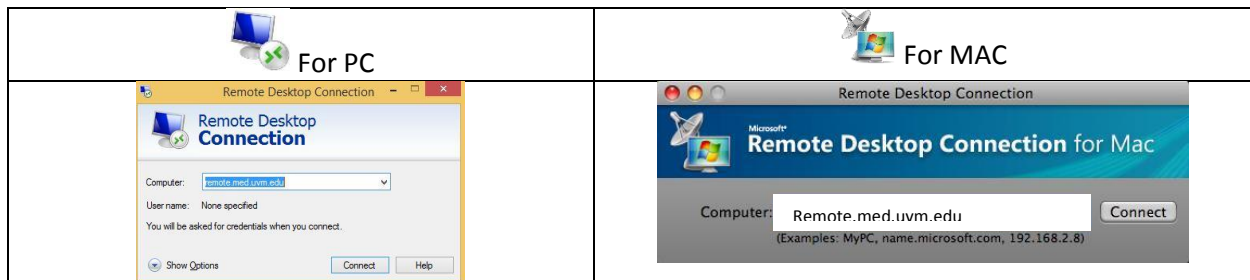 For PC
For MAC
Remote Desktop Connection
Remote Desktop
Connection
Computer: remote.med.uvm.edu
User name: None specified
You will be asked for credentials when you connect.
Show Options
Connect
Help
Remote Desktop Connection
Microsoft®
Remote Desktop Connection for Mac
Computer: Remote.med.uvm.edu
Connect
(Examples: MyPC, name.microsoft.com, 192.168.2.8)